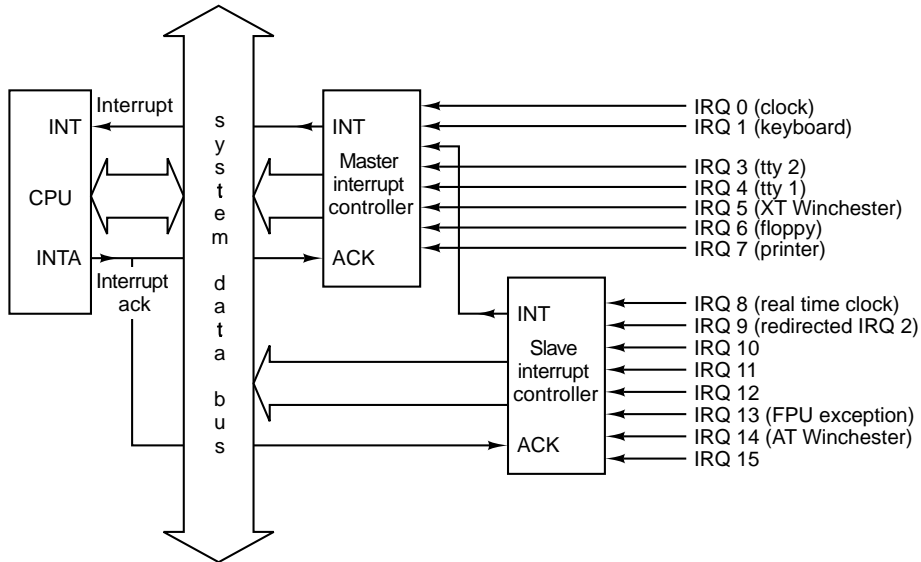 Interrupt
INT
CPU
INTA
Interrupt
ack
system data bus
INT
Master
interrupt
controller
ACK
IRQ 0 (clock)
IRQ 1 (keyboard)
IRQ 3 (tty 2)
IRQ 4 (tty 1)
IRQ 5 (XT Winchester)
IRQ 6 (floppy)
IRQ 7 (printer)
INT
Slave
interrupt
controller
ACK
IRQ 8 (real time clock)
IRQ 9 (redirected IRQ 2)
IRQ 10
IRQ 11
IRQ 12
IRQ 13 (FPU exception)
IRQ 14 (AT Winchester)
IRQ 15